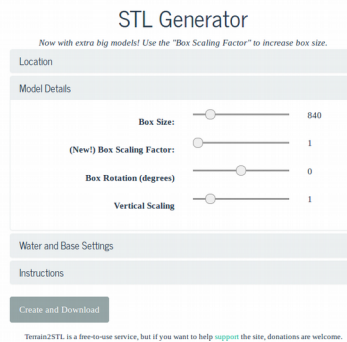 STL Generator
Now with extra big models! Use the "Box Scaling Factor" to increase box size.
Location
Model Details
Box Size: 840
(New!) Box Scaling Factor: 1
Box Rotation (degrees) 0
Vertical Scaling 1
Water and Base Settings
Instructions
Create and Download
Terrain2STL is a free-to-use service, but if you want to help support the site, donations are welcome.